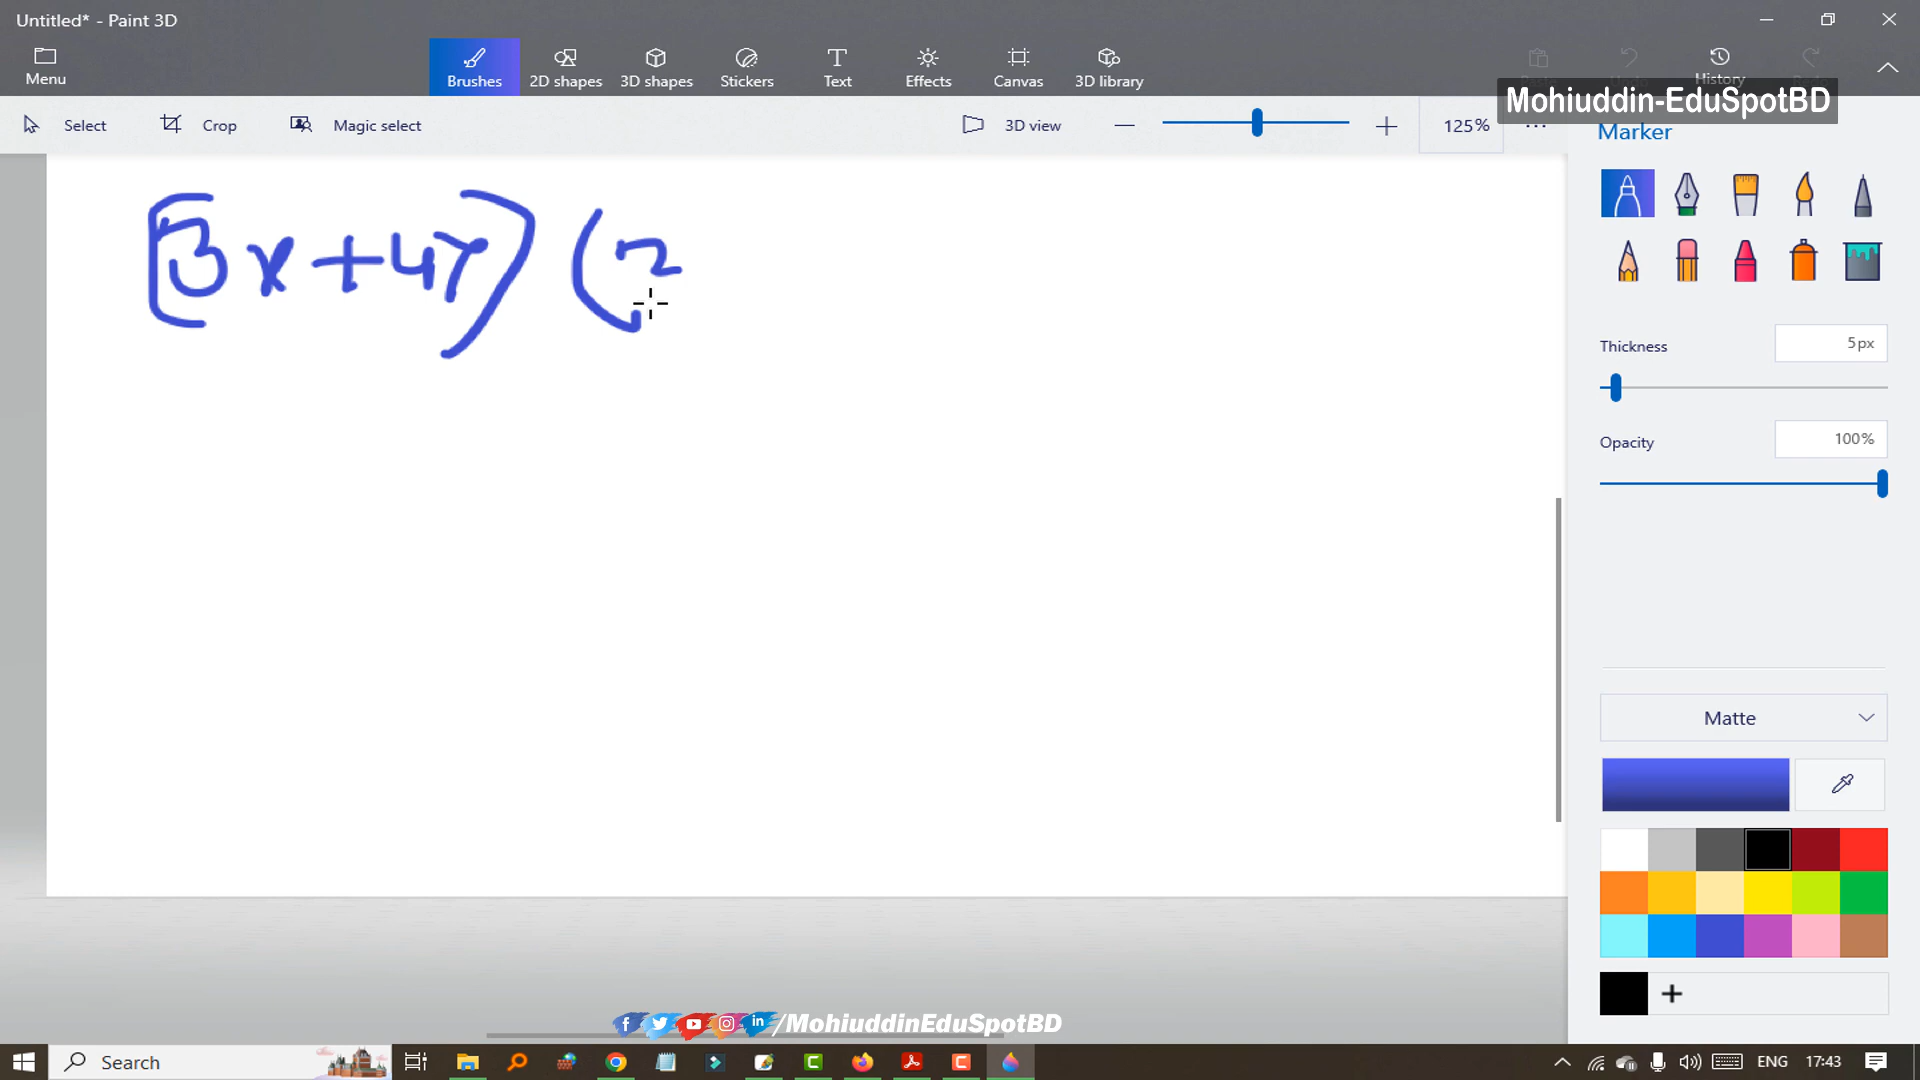 Untitled* - Paint 3D
Menu
Brushes
2D shapes
3D shapes
Stickers
Text
Effects
Canvas
3D library
History
Mohiuddin-EduSpotBD
Select
Crop
Magic select
3D view
125%
Marker
(3x+4y) (2
Thickness
5px
Opacity
100%
Matte
/MohiuddinEduSpotBD
Search
ENG
17:43